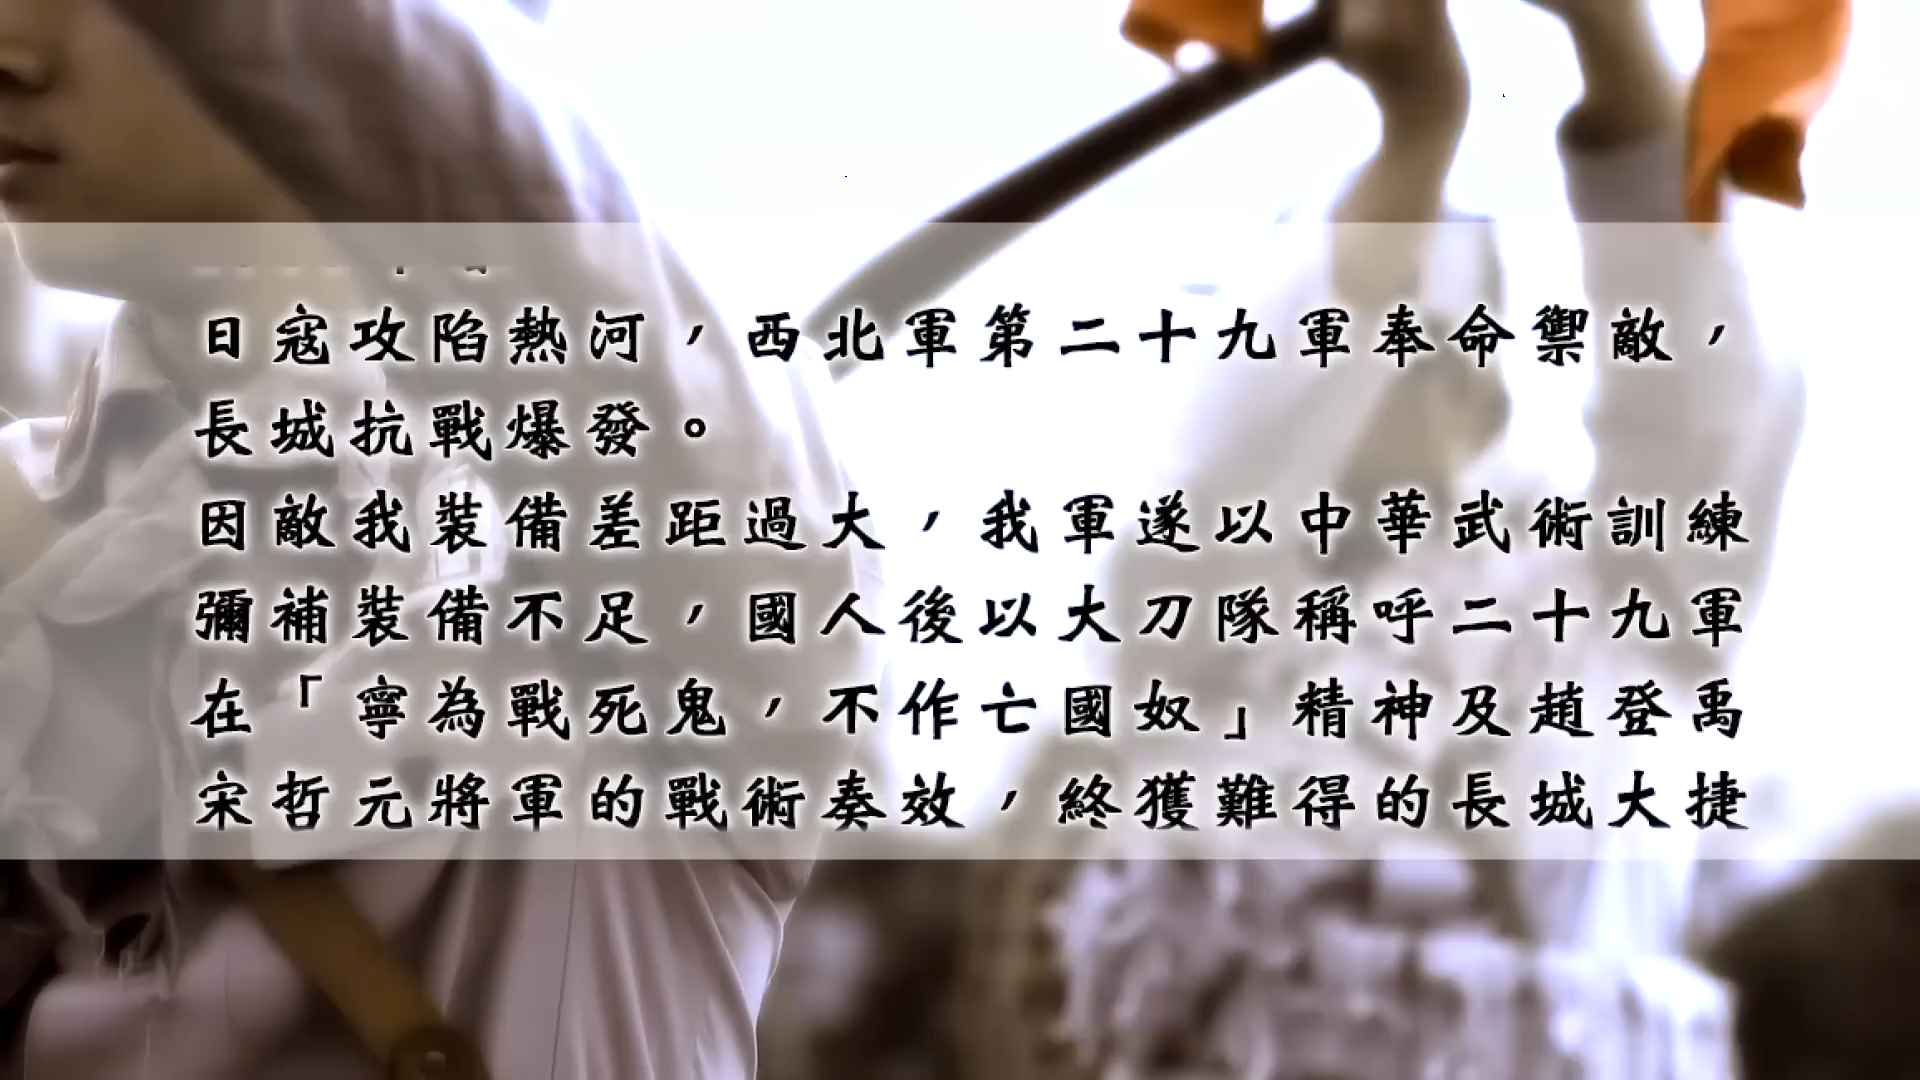 日寇攻陷熱河，西北軍第二十九軍奉命禦敵，
長城抗戰爆發。
因敵我裝備差距過大，我軍遂以中華武術訓練
彌補裝備不足，國人後以大刀隊稱呼二十九軍
在「寧為戰死鬼，不作亡國奴」精神及趙登禹
宋哲元將軍的戰術奏效，終獲難得的長城大捷